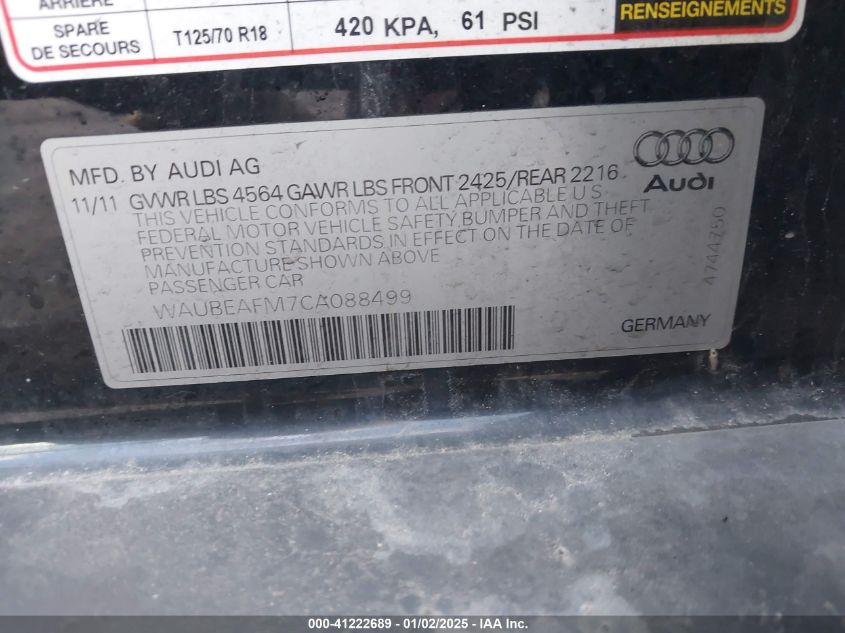 ARRIÈRE
SPARE
DE SECOURS
T125/70 R18
420 KPA, 61 PSI
RENSEIGNEMENTS
MFD. BY AUDI AG
11/11 GVWR LBS 4564 GAWR LBS FRONT 2425/REAR 2216
THIS VEHICLE CONFORMS TO ALL APPLICABLE U S
FEDERAL MOTOR VEHICLE SAFETY,BUMPER AND THEFT
PREVENTION STANDARDS IN EFFECT ON THE DATE OF
MANUFACTURE SHOWN ABOVE
PASSENGER CAR
WAUBEAFM7CA088499
Audi
4744750
GERMANY
000-41222689 - 01/02/2025 - IAA Inc.